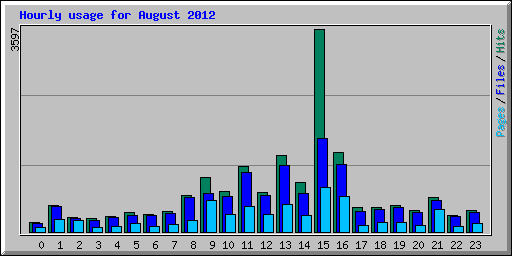 Hourly usage for August 2012
3597
Pages/Files/Hits
0 1 2 3 4 5 6 7 8 9 10 11 12 13 14 15 16 17 18 19 20 21 22 23